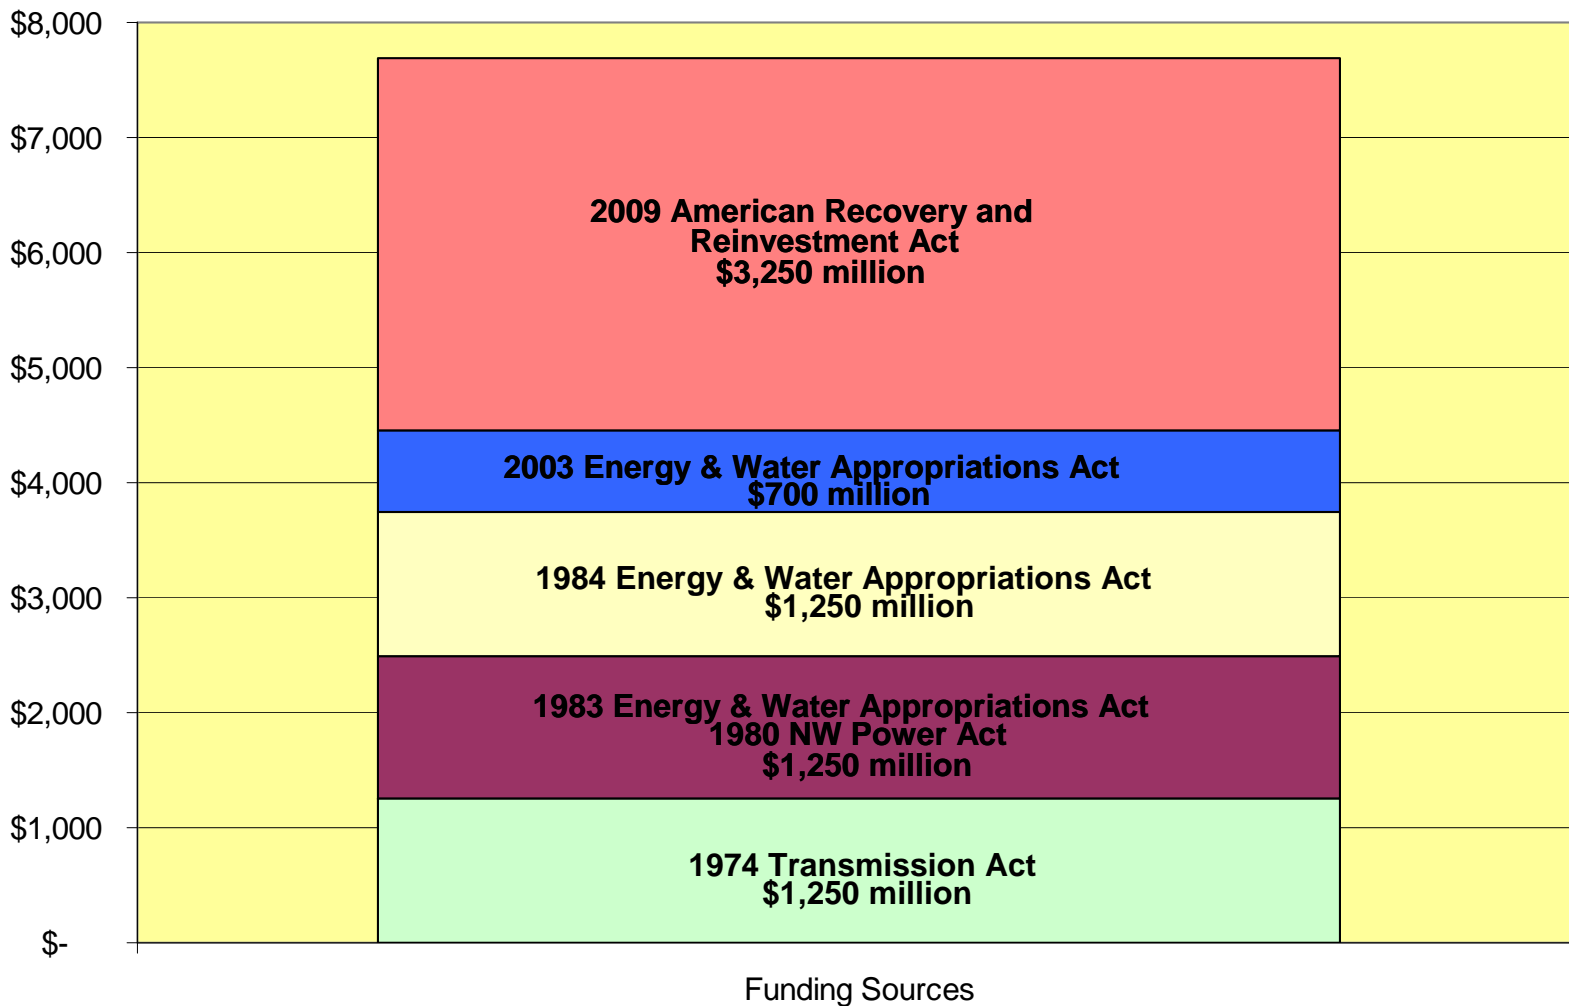 $8,000
$7,000
$6,000
$5,000
$4,000
$3,000
$2,000
$1,000
$-
2009 American Recovery and
Reinvestment Act
$3,250 million
2003 Energy & Water Appropriations Act
$700 million
1984 Energy & Water Appropriations Act
$1,250 million
1983 Energy & Water Appropriations Act
1980 NW Power Act
$1,250 million
1974 Transmission Act
$1,250 million
Funding Sources